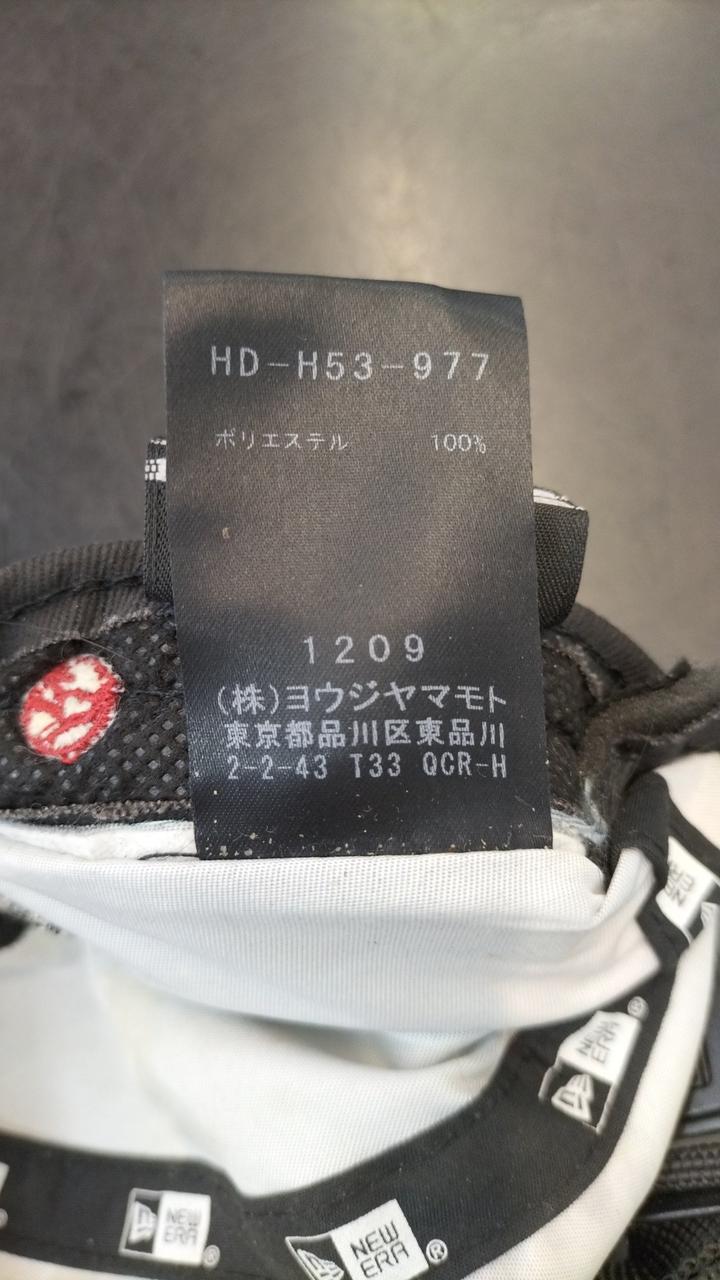 HD-H53-977
ポリエステル 100%
1209
(株)ヨウジヤマモト
東京都品川区東品川
2-2-43 T33 QCR-H
NEW ERA
NEW
ERA®
NEW
ERA®
NEW
ERA®